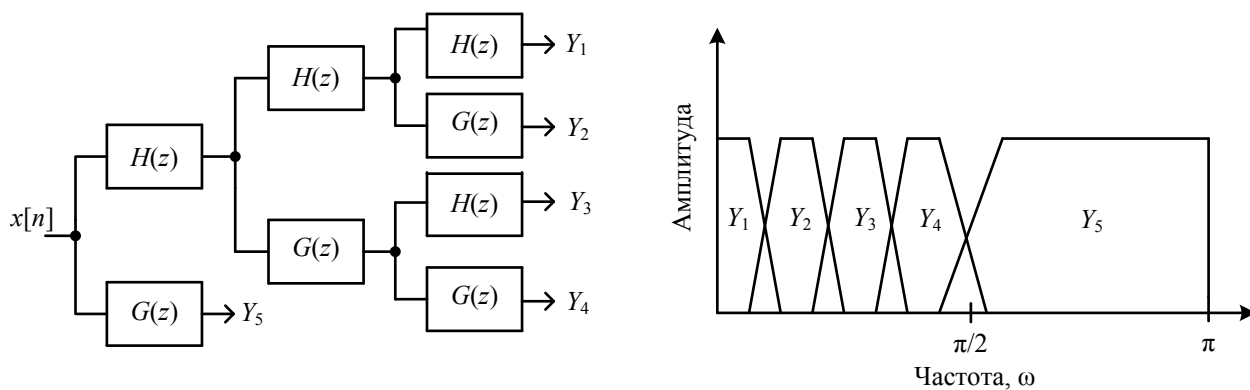 H(z)
Y₁
H(z)
G(z)
Y₂
H(z)
H(z)
Y₃
x[n]
G(z)
G(z)
Y₄
G(z)
Y₅
Амплитуда
Y₁
Y₂
Y₃
Y₄
Y₅
π/2
π
Частота, ω